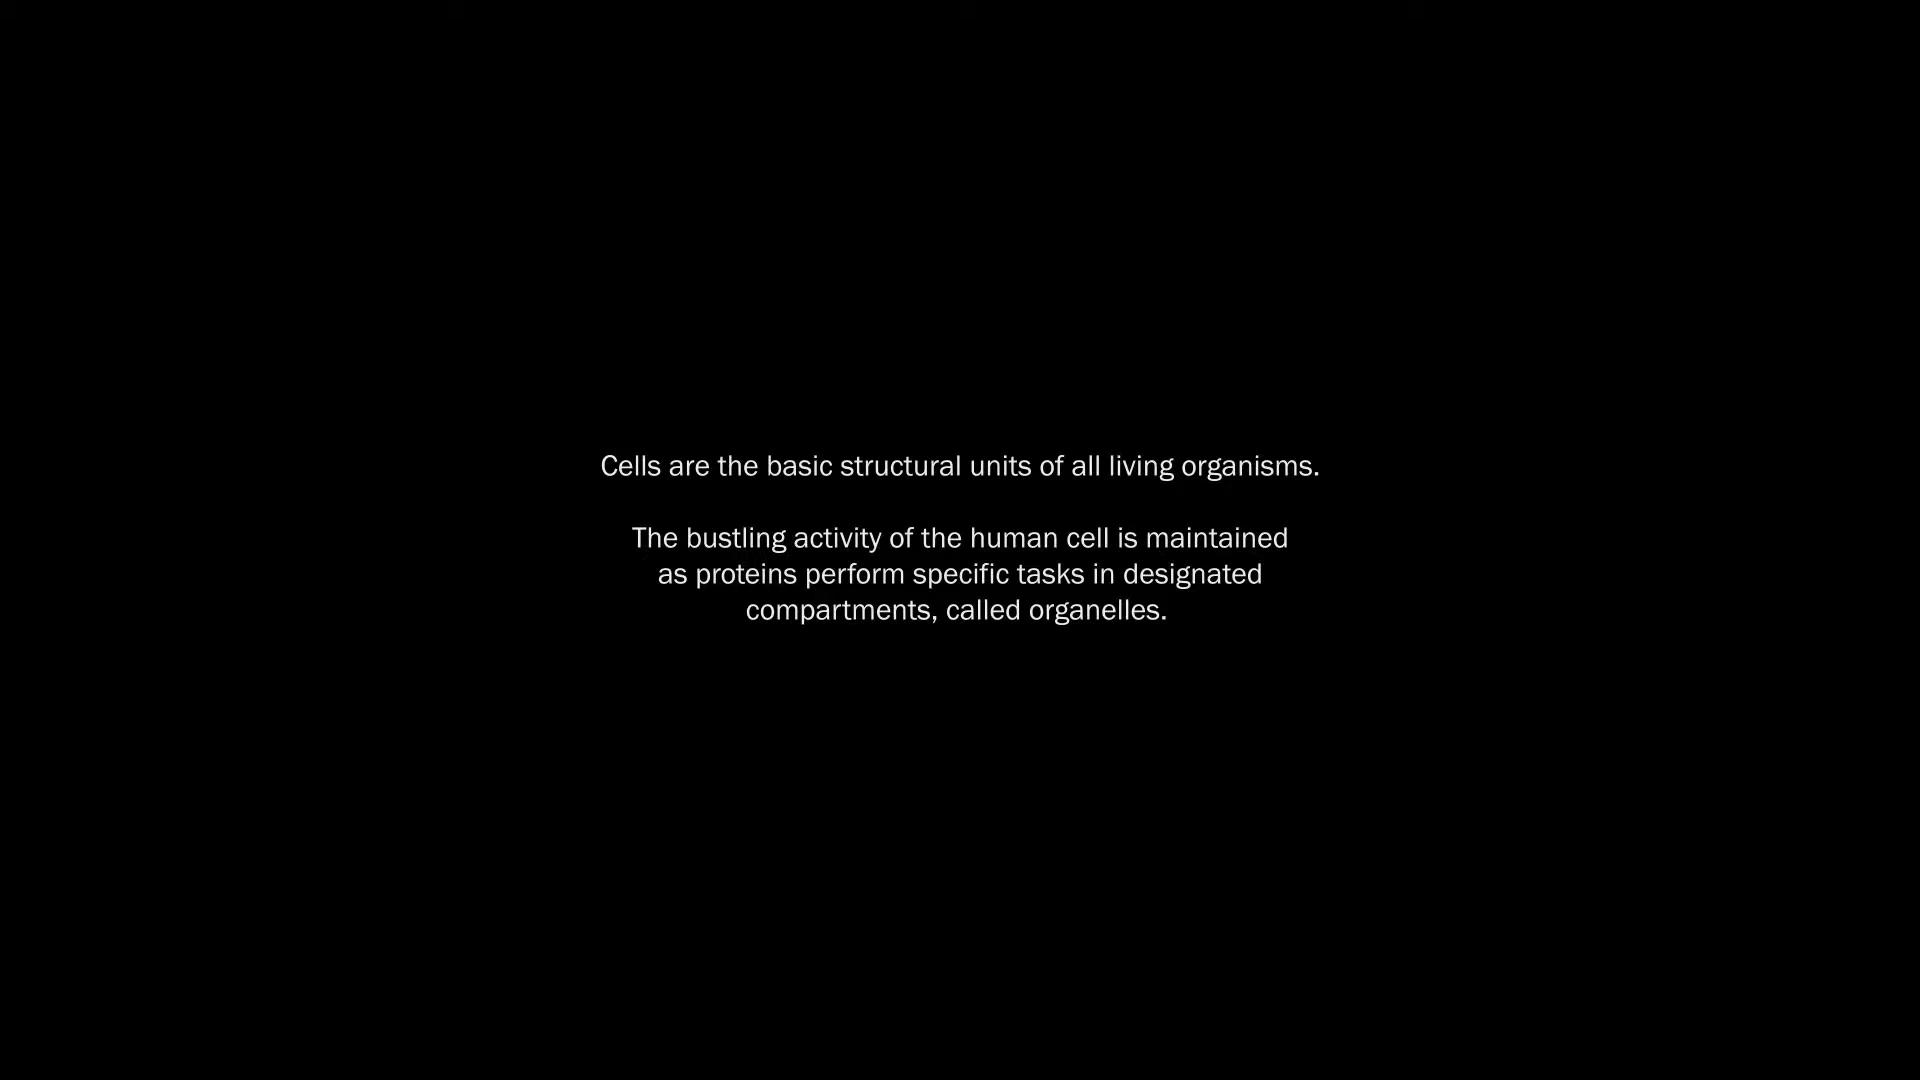 Cells are the basic structural units of all living organisms.
The bustling activity of the human cell is maintained
as proteins perform specific tasks in designated
compartments, called organelles.